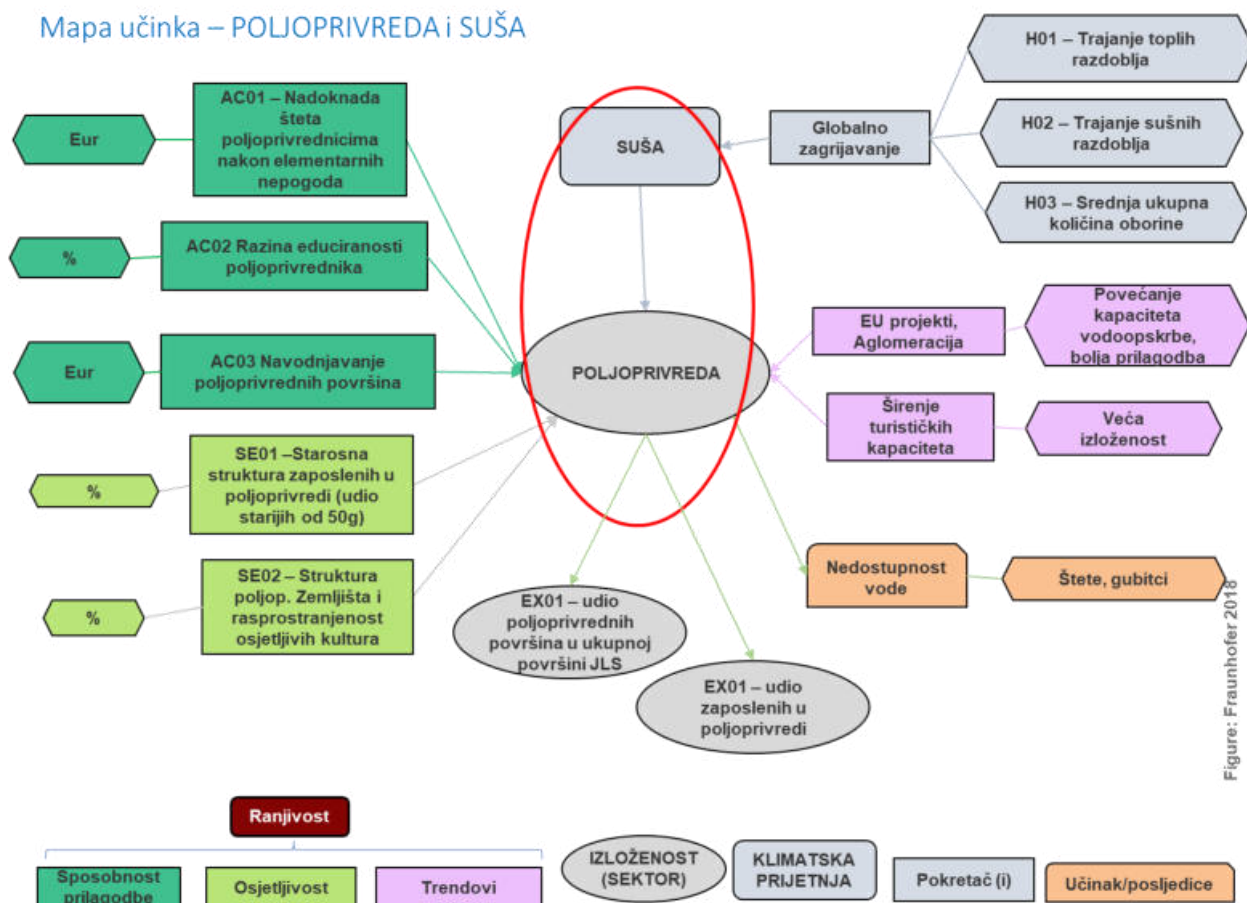 Mapa učinka – POLJOPRIVREDA i SUŠA
Eur
AC01 – Nadoknada
šteta
poljoprivrednicima
nakon elementarnih
nepogoda
SUŠA
Globalno
zagrijavanje
H01 – Trajanje toplih
razdoblja
H02 – Trajanje sušnih
razdoblja
H03 – Srednja ukupna
količina oborine
%
AC02 Razina educiranosti
poljoprivrednika
Eur
AC03 Navodnjavanje
poljoprivrednih površina
POLJOPRIVREDA
EU projekti,
Aglomeracija
Povećanje
kapaciteta
vodoopskrbe,
bolja prilagodba
Širenje
turističkih
kapaciteta
Veća
izloženost
%
SE01 –Starosna
struktura zaposlenih u
poljoprivredi (udio
starijih od 50g)
%
SE02 – Struktura
poljop. Zemljišta i
rasprostranjenost
osjetljivih kultura
EX01 – udio
poljoprivrednih
površina u ukupnoj
površini JLS
EX01 – udio
zaposlenih u
poljoprivredi
Nedostupnost
vode
Štete, gubitci
Figure: Fraunhofer 2018
Ranjivost
Sposobnost
prilagodbe
Osjetljivost
Trendovi
IZLOŽENOST
(SEKTOR)
KLIMATSKA
PRIJETNJA
Pokretač (i)
Učinak/posljedice